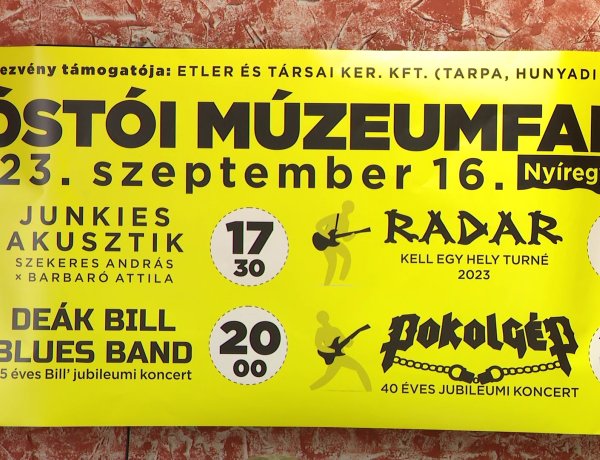 ezvény támogatója: ETLER ÉS TÁRSAI KER. KFT. (TARPA, HUNYADI
ÓSTÓI MÚZEUMFA
23. szeptember 16. Nyíreg
JUNKIES
AKUSZTIK
SZEKERES ANDRÁS
× BARBARÓ ATTILA
17
30
RADAR
KELL EGY HELY TURNÉ
2023
DEÁK BILL
BLUES BAND
5 éves Bill' jubileumi koncert
20
00
POKOLGÉP
40 ÉVES JUBILEUMI KONCERT